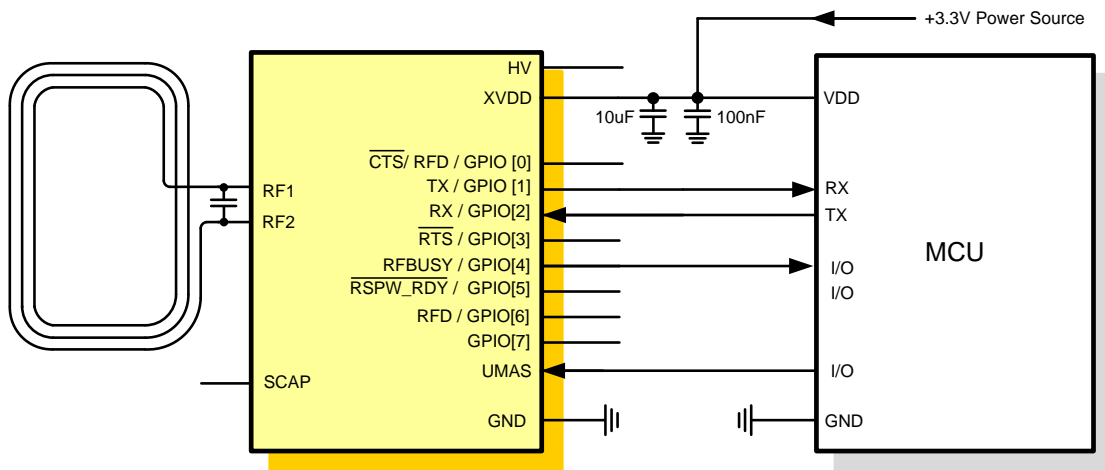 +3.3V Power Source
HV
XVDD
10uF
100nF
VDD
CTS/ RFD / GPIO [0]
TX / GPIO [1]
RX / GPIO[2]
RTS / GPIO[3]
RFBUSY / GPIO[4]
RSPW_RDY / GPIO[5]
RFD / GPIO[6]
GPIO[7]
UMAS
GND
RF1
RF2
SCAP
RX
TX
MCU
I/O
I/O
I/O
GND